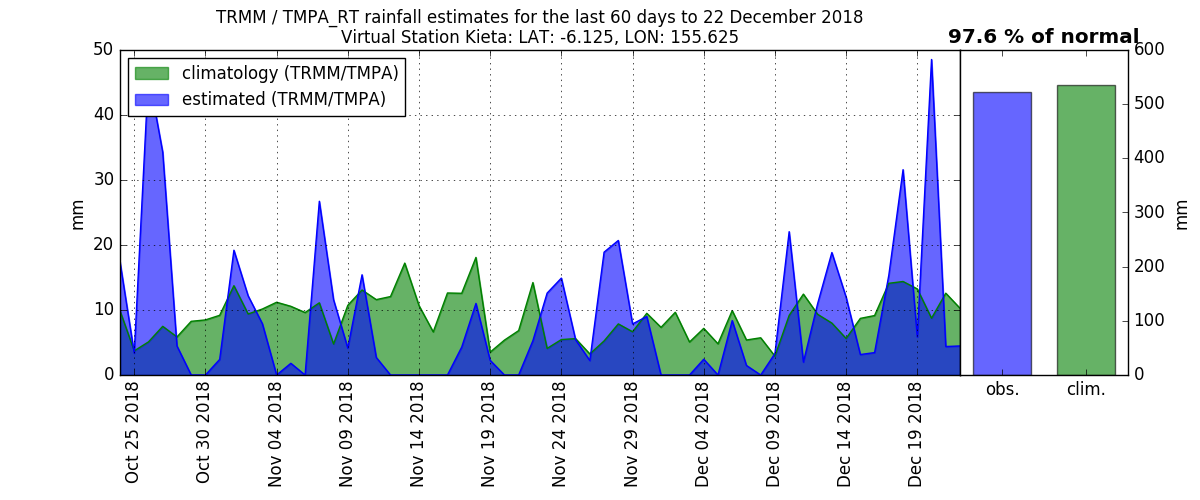 TRMM / TMPA_RT rainfall estimates for the last 60 days to 22 December 2018
Virtual Station Kieta: LAT: -6.125, LON: 155.625
97.6 % of normal
climatology (TRMM/TMPA)
estimated (TRMM/TMPA)
mm
50
40
30
20
10
0
Oct 25 2018
Oct 30 2018
Nov 04 2018
Nov 09 2018
Nov 14 2018
Nov 19 2018
Nov 24 2018
Nov 29 2018
Dec 04 2018
Dec 09 2018
Dec 14 2018
Dec 19 2018
obs.
clim.
600
500
400
300
200
100
0
mm